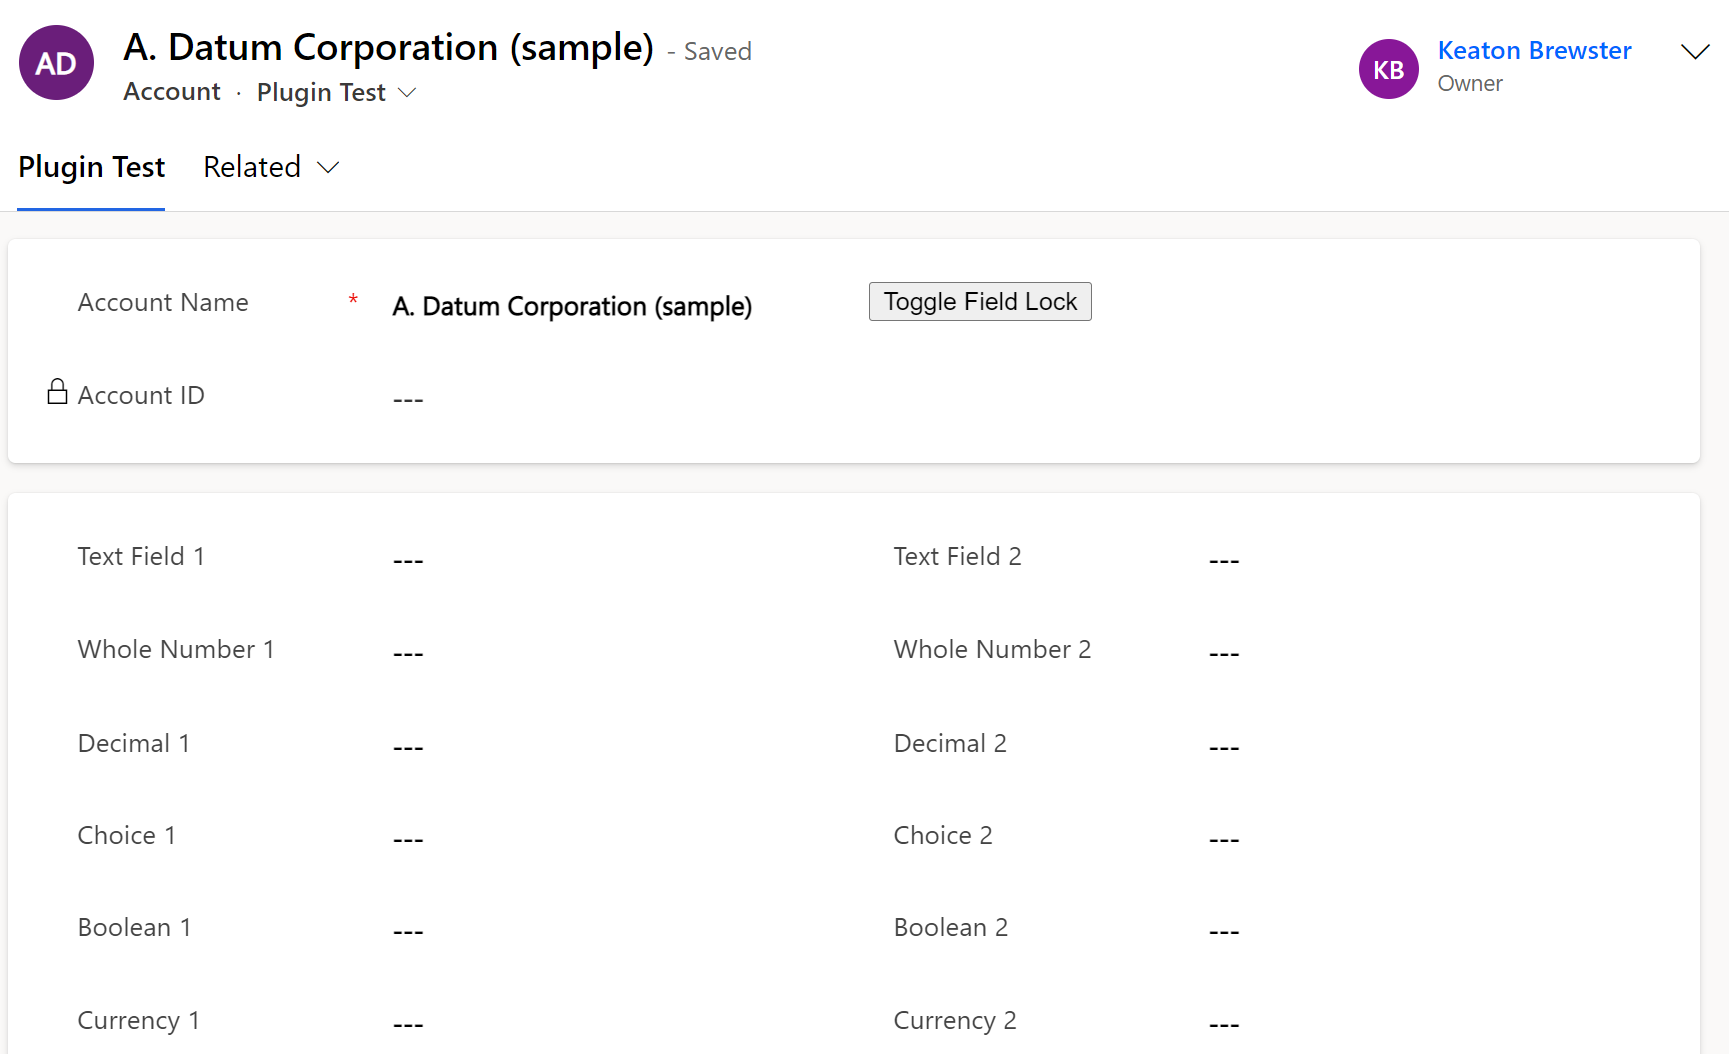 AD
A. Datum Corporation (sample) - Saved
Account · Plugin Test
KB
Keaton Brewster
Owner
Plugin Test Related
Account Name * A. Datum Corporation (sample) Toggle Field Lock
Account ID ---
Text Field 1 --- Text Field 2 ---
Whole Number 1 --- Whole Number 2 ---
Decimal 1 --- Decimal 2 ---
Choice 1 --- Choice 2 ---
Boolean 1 --- Boolean 2 ---
Currency 1 --- Currency 2 ---